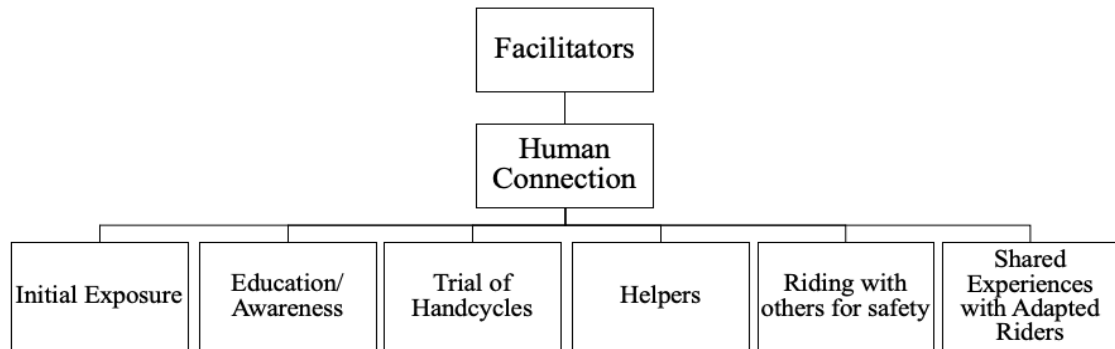 Facilitators
Human
Connection
Initial Exposure
Education/
Awareness
Trial of
Handcycles
Helpers
Riding with
others for safety
Shared
Experiences
with Adapted
Riders